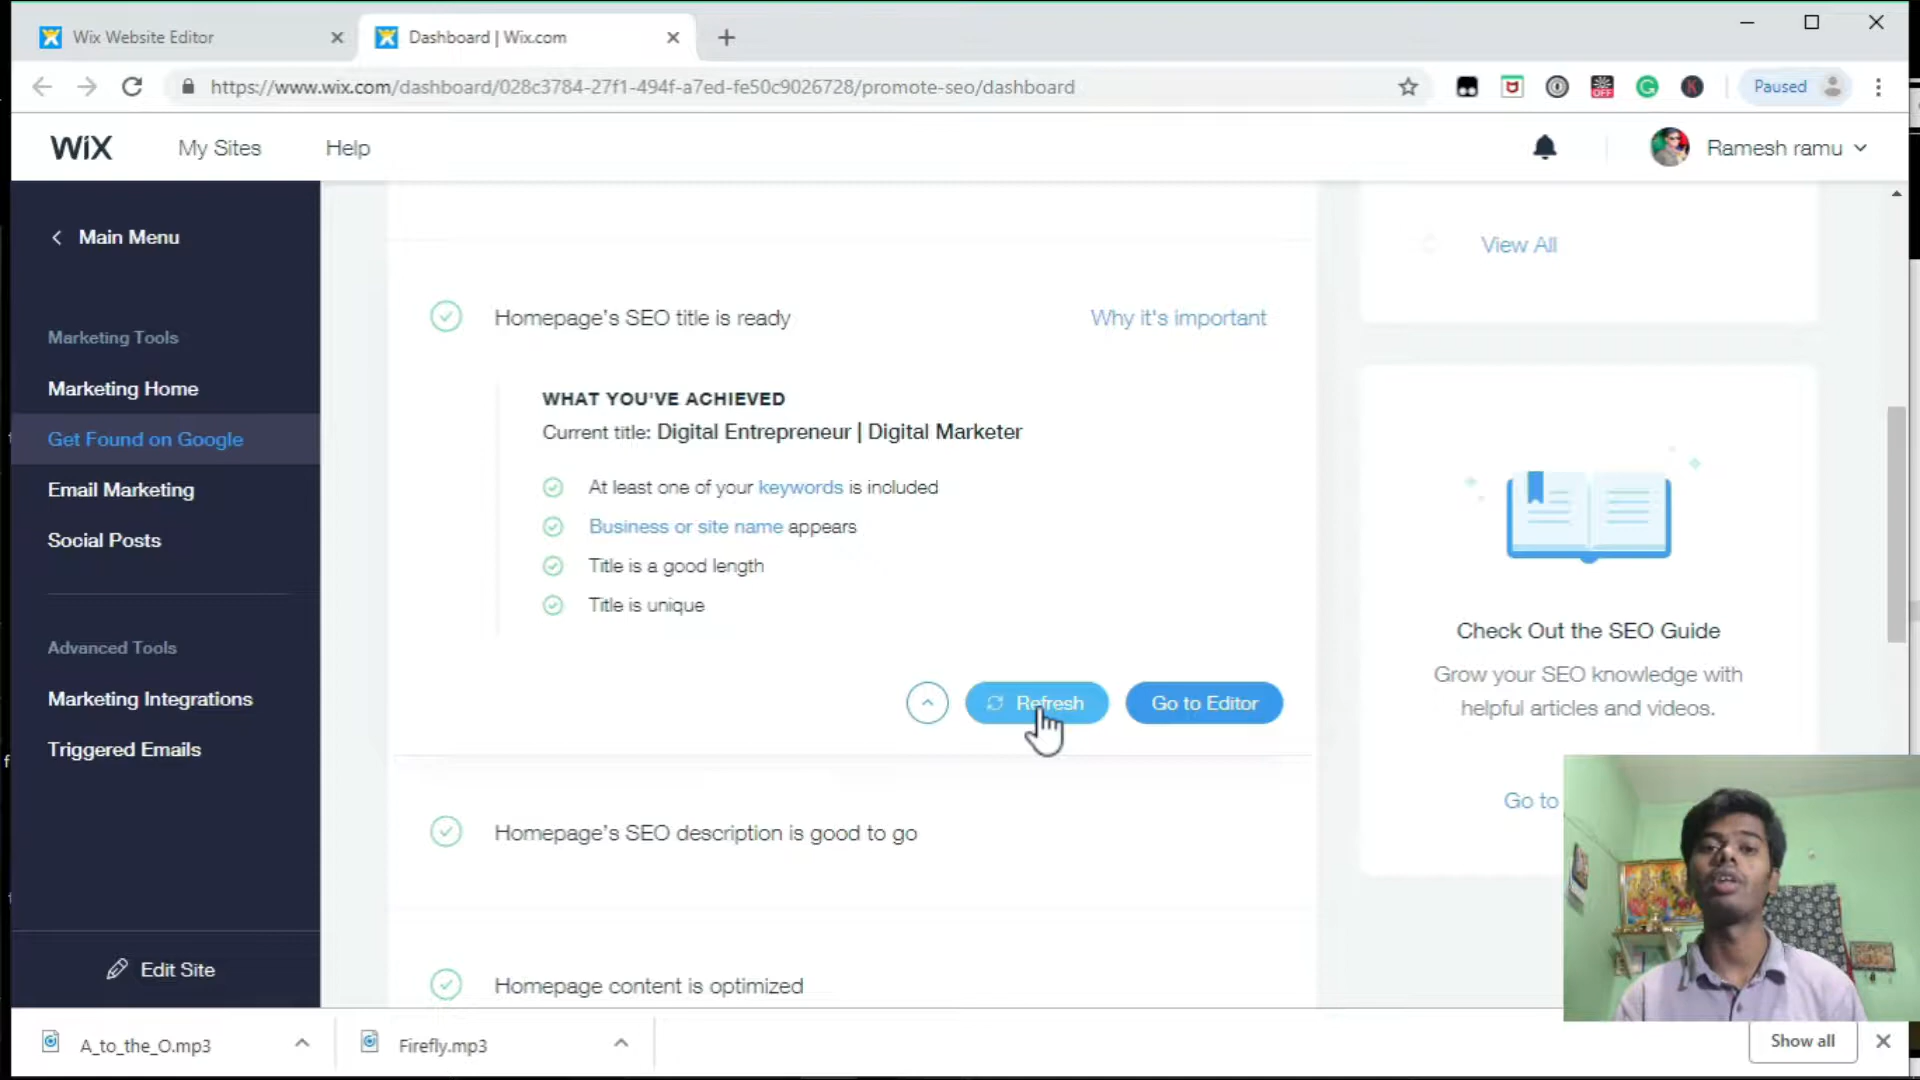 Wix Website Editor
Dashboard | Wix.com
https://www.wix.com/dashboard/028c3784-27f1-494f-a7ed-fe50c9026728/promote-seo/dashboard
OFF
Paused
WiX
My Sites
Help
Ramesh ramu
Main Menu
View All
Homepage's SEO title is ready
Why it's important
Marketing Tools
Marketing Home
WHAT YOU'VE ACHIEVED
Current title: Digital Entrepreneur | Digital Marketer
Get Found on Google
At least one of your keywords is included
Email Marketing
Business or site name appears
Social Posts
Title is a good length
Title is unique
Check Out the SEO Guide
Advanced Tools
Grow your SEO knowledge with
helpful articles and videos.
Marketing Integrations
Refresh
Go to Editor
Triggered Emails
Go to
Homepage's SEO description is good to go
Edit Site
Homepage content is optimized
A_to_the_O.mp3
Firefly.mp3
Show all